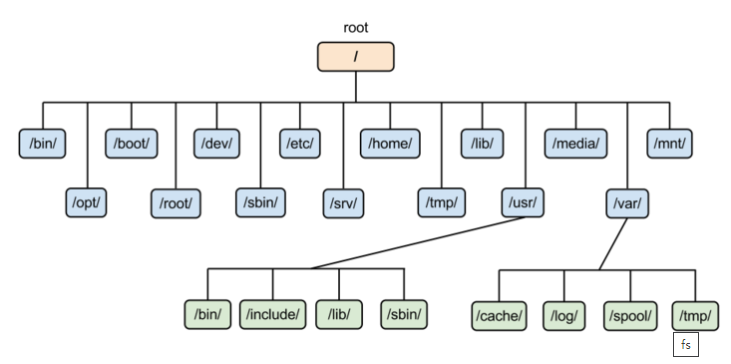 root
/
/bin/ /boot/ /dev/ /etc/ /home/ /lib/ /media/ /mnt/
/opt/ /root/ /sbin/ /srv/ /tmp/ /usr/ /var/
/bin/ /include/ /lib/ /sbin/ /cache/ /log/ /spool/ /tmp/
fs